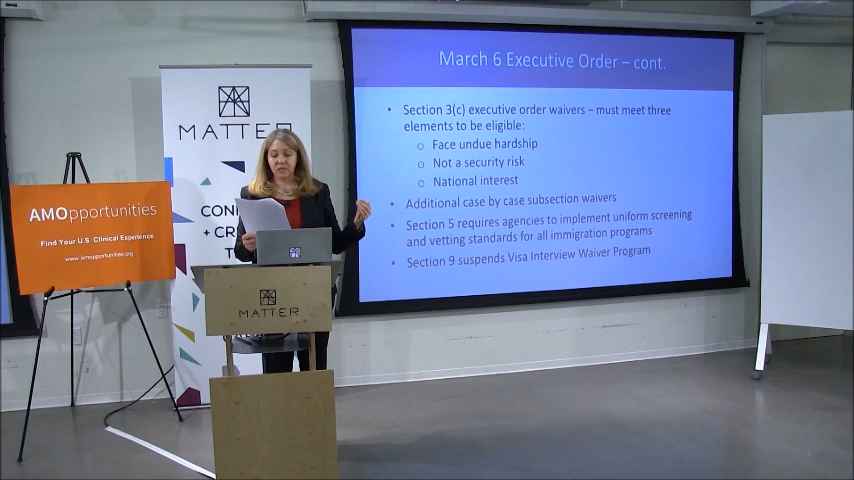 March 6 Executive Order – cont.
• Section 3(c) executive order waivers – must meet three
elements to be eligible:
o Face undue hardship
o Not a security risk
o National interest
• Additional case by case subsection waivers
• Section 5 requires agencies to implement uniform screening
and vetting standards for all immigration programs
• Section 9 suspends Visa Interview Waiver Program
MATTER
AMOpportunities
Find Your U.S Clinical Experience
www.amopportunities.org
MATTER